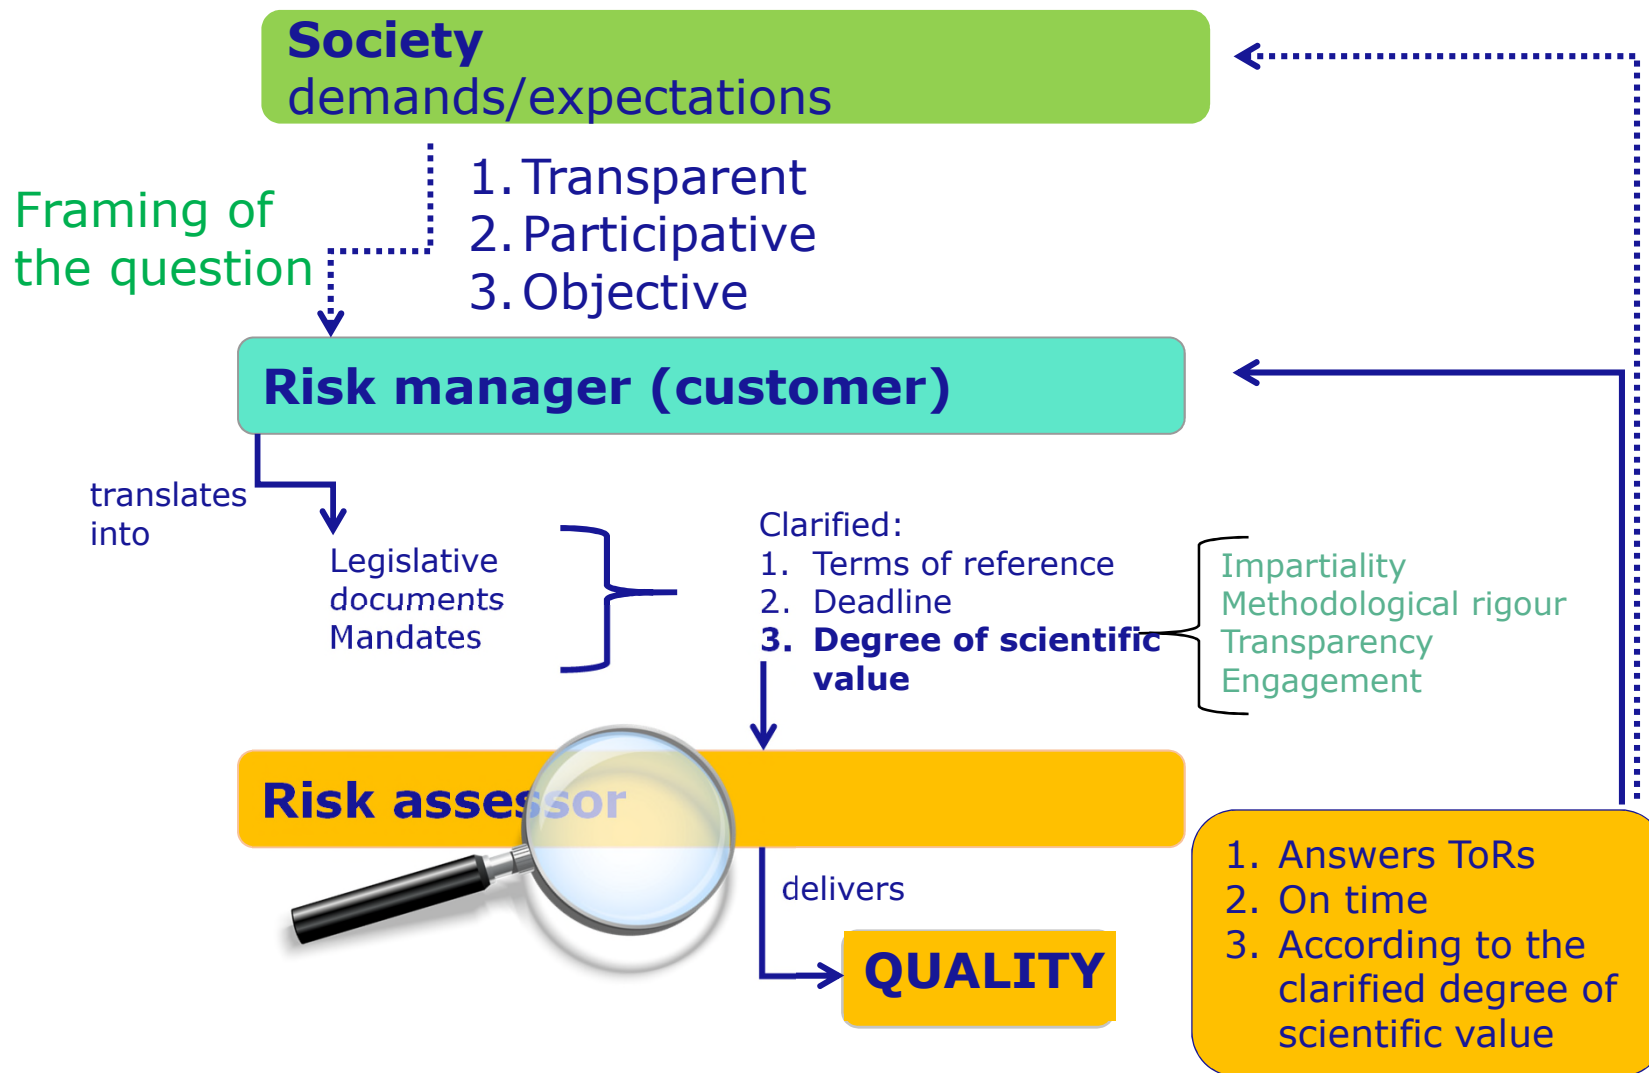 Society
demands/expectations
Framing of
the question
1. Transparent
2. Participative
3. Objective
Risk manager (customer)
translates
into
Legislative
documents
Mandates
Clarified:
1. Terms of reference
2. Deadline
3. Degree of scientific
value
Impartiality
Methodological rigour
Transparency
Engagement
Risk assessor
delivers
QUALITY
1. Answers ToRs
2. On time
3. According to the
clarified degree of
scientific value